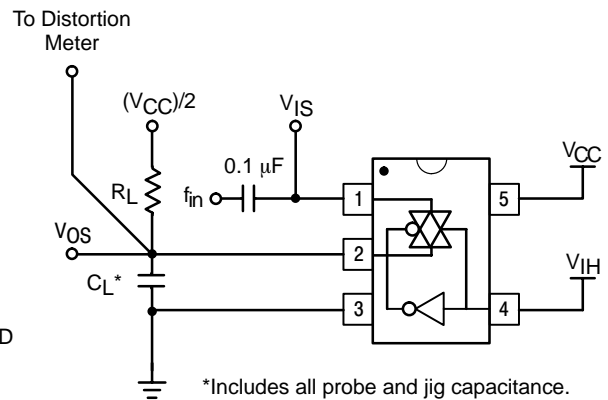 To Distortion
Meter
(VCC)/2
VIS
0.1 μF
VCC
RL
fin
1
5
VOS
2
CL*
VIH
3
4
D
*Includes all probe and jig capacitance.